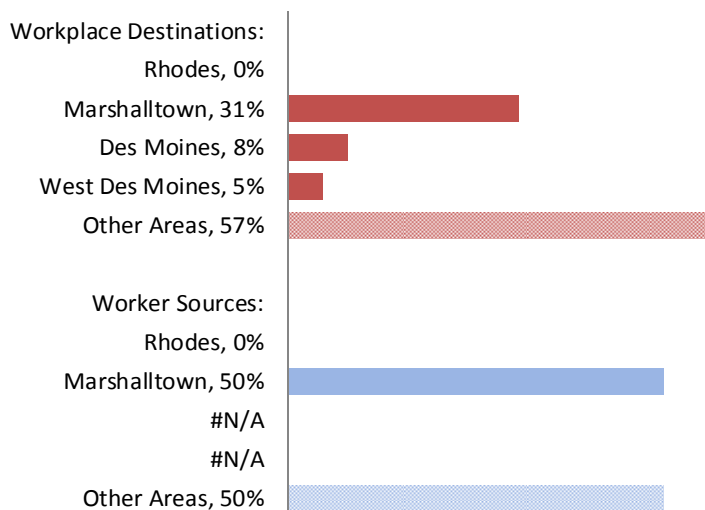 Workplace Destinations:
Rhodes, 0%
Marshalltown, 31%
Des Moines, 8%
West Des Moines, 5%
Other Areas, 57%
Worker Sources:
Rhodes, 0%
Marshalltown, 50%
#N/A
#N/A
Other Areas, 50%